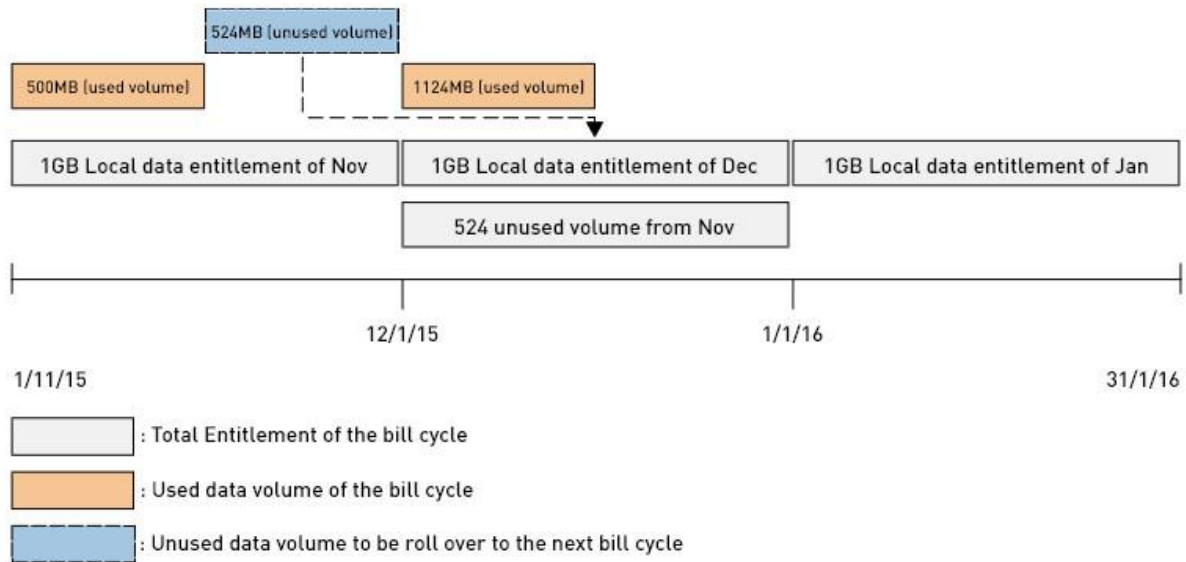 524MB (unused volume)
500MB (used volume)
1124MB (used volume)
1GB Local data entitlement of Nov
1GB Local data entitlement of Dec
1GB Local data entitlement of Jan
524 unused volume from Nov
12/1/15
1/1/16
1/11/15
31/1/16
: Total Entitlement of the bill cycle
: Used data volume of the bill cycle
: Unused data volume to be roll over to the next bill cycle